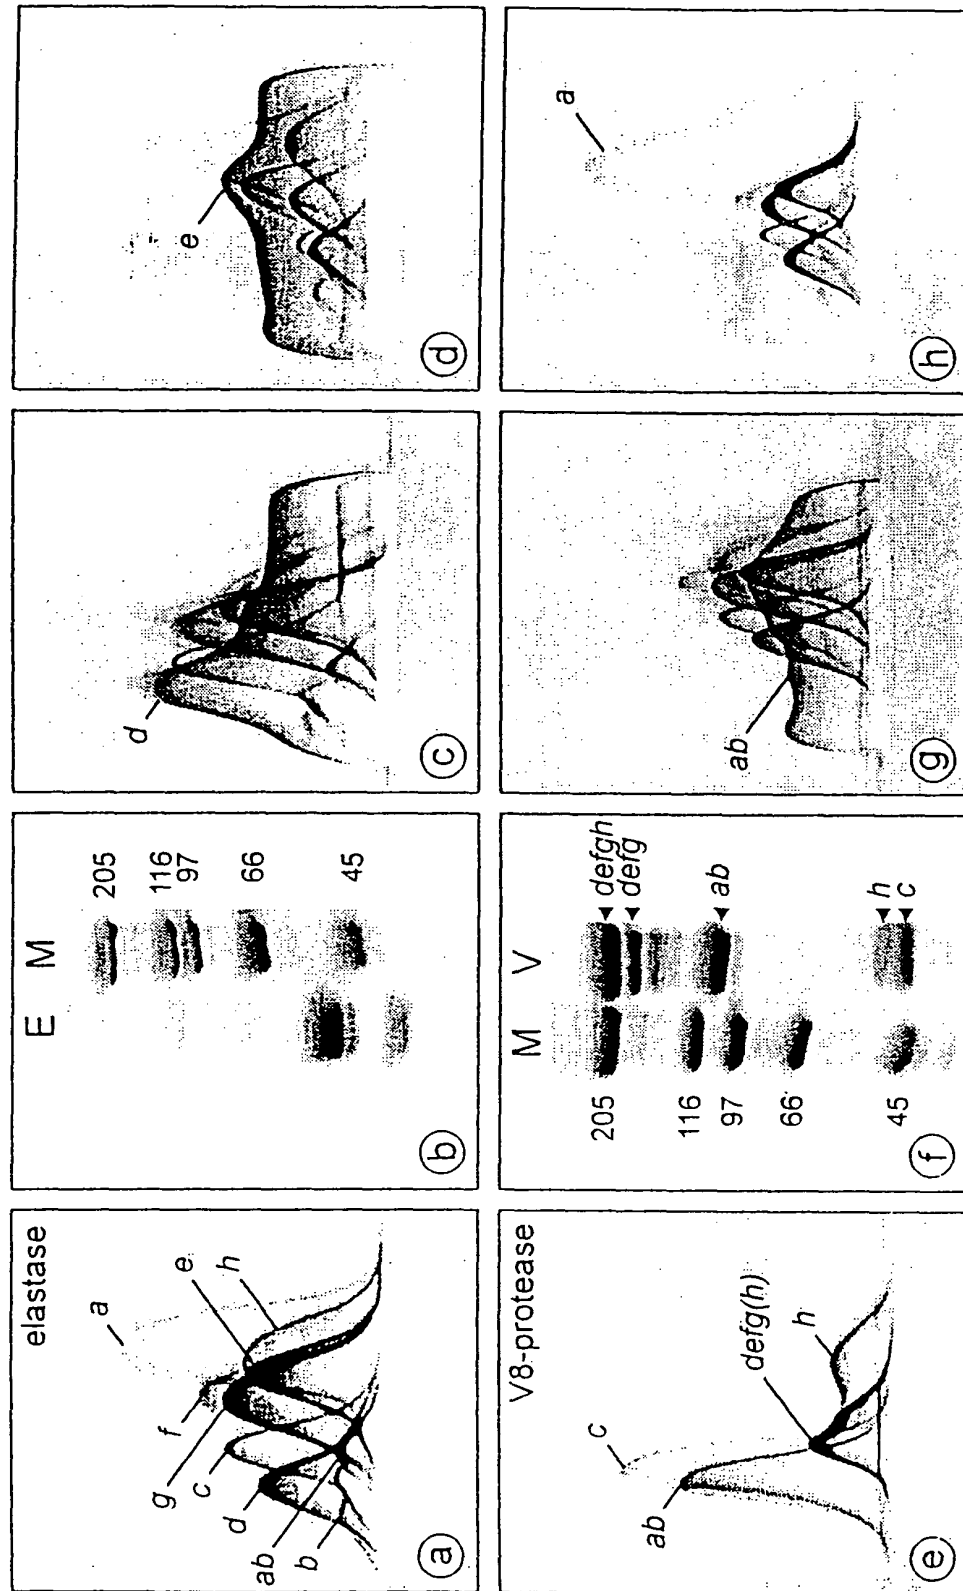 elastase
a
e
h
f
g
c
d
ab
b
a
E M
205
116
97
66
45
b
d
c
e
d
V8-protease
c
ab
defg(h)
h
e
M V
205
116
97
66
45
defgh
defg
ab
h
c
f
ab
g
a
h